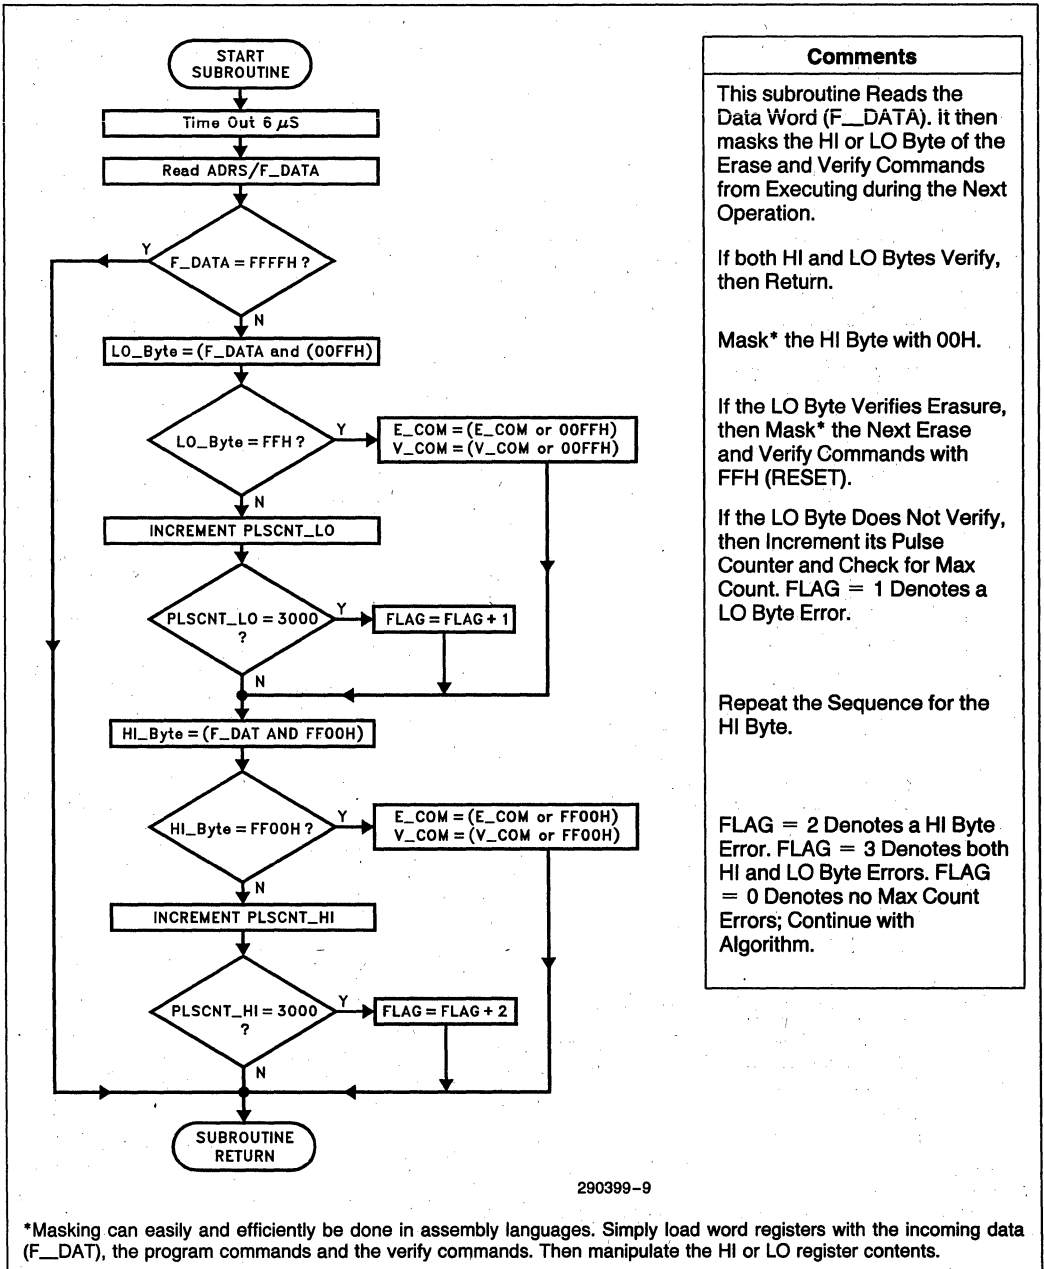 START
SUBROUTINE
Time Out 6 μS
Read ADRS/F_DATA
Y
F_DATA = FFFFH ?
N
LO_Byte = (F_DATA and (00FFH)
LO_Byte = FFH ?
Y
E_COM = (E_COM or 00FFH)
V_COM = (V_COM or 00FFH)
N
INCREMENT PLSCNT_LO
PLSCNT_LO = 3000
?
Y
FLAG = FLAG + 1
N
HI_Byte = (F_DAT AND FF00H)
HI_Byte = FF00H ?
Y
E_COM = (E_COM or FF00H)
V_COM = (V_COM or FF00H)
N
INCREMENT PLSCNT_HI
PLSCNT_HI = 3000
?
Y
FLAG = FLAG + 2
N
SUBROUTINE
RETURN
Comments
This subroutine Reads the
Data Word (F__DATA). It then
masks the HI or LO Byte of the
Erase and Verify Commands
from Executing during the Next
Operation.
If both HI and LO Bytes Verify,
then Return.
Mask* the HI Byte with 00H.
If the LO Byte Verifies Erasure,
then Mask* the Next Erase
and Verify Commands with
FFH (RESET).
If the LO Byte Does Not Verify,
then Increment its Pulse
Counter and Check for Max
Count. FLAG = 1 Denotes a
LO Byte Error.
Repeat the Sequence for the
HI Byte.
FLAG = 2 Denotes a HI Byte
Error. FLAG = 3 Denotes both
HI and LO Byte Errors. FLAG
= 0 Denotes no Max Count
Errors; Continue with
Algorithm.
290399–9
*Masking can easily and efficiently be done in assembly languages. Simply load word registers with the incoming data
(F__DAT), the program commands and the verify commands. Then manipulate the HI or LO register contents.